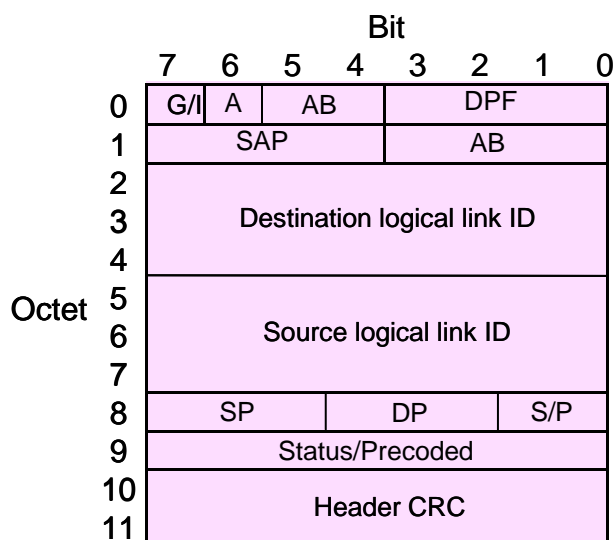 Bit
7 6 5 4 3 2 1 0
0 G/I A AB DPF
1 SAP AB
2
3 Destination logical link ID
4
Octet 5
6 Source logical link ID
7
8 SP DP S/P
9 Status/Precoded
10
Header CRC
11